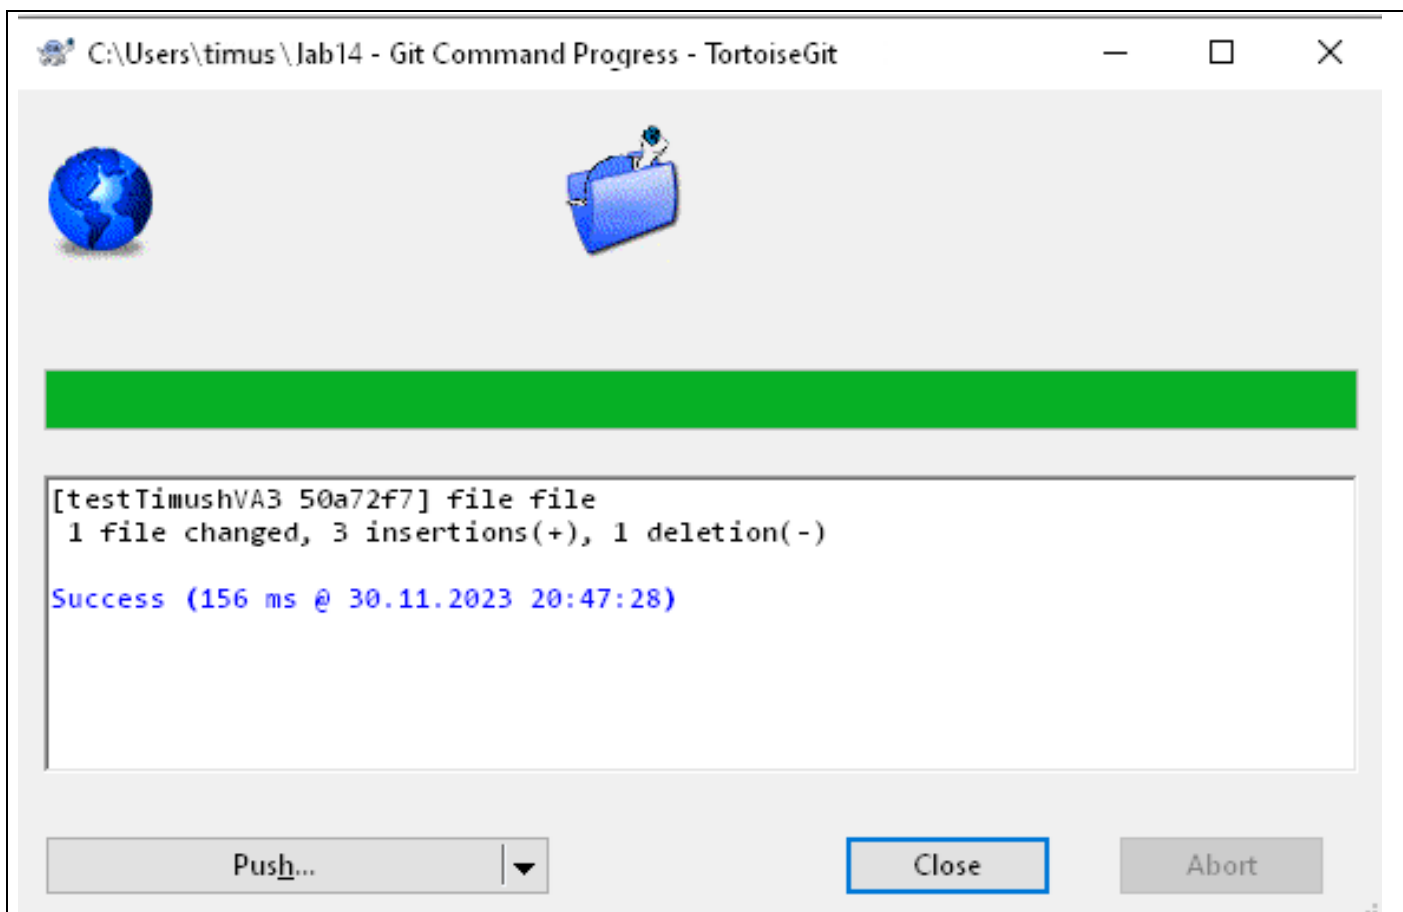 C:\Users\timus\lab14 - Git Command Progress - TortoiseGit
[testTimushVA3 50a72f7] file file
1 file changed, 3 insertions(+), 1 deletion(-)
Success (156 ms @ 30.11.2023 20:47:28)
Push...
Close
Abort